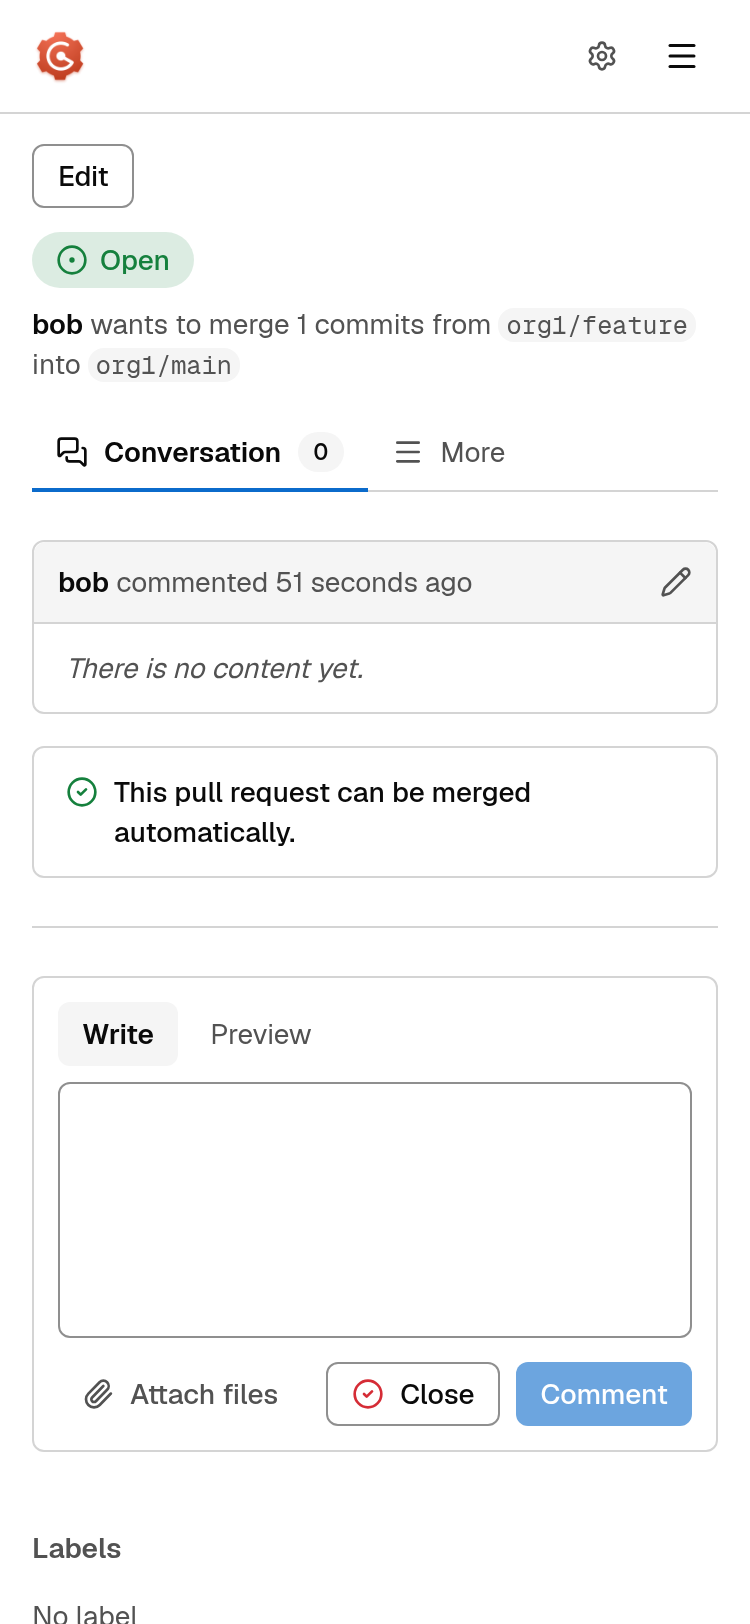 Edit
Open
bob wants to merge 1 commits from org1/feature
into org1/main
Conversation 0 More
bob commented 51 seconds ago
There is no content yet.
This pull request can be merged
automatically.
Write Preview
Attach files Close Comment
Labels
No label